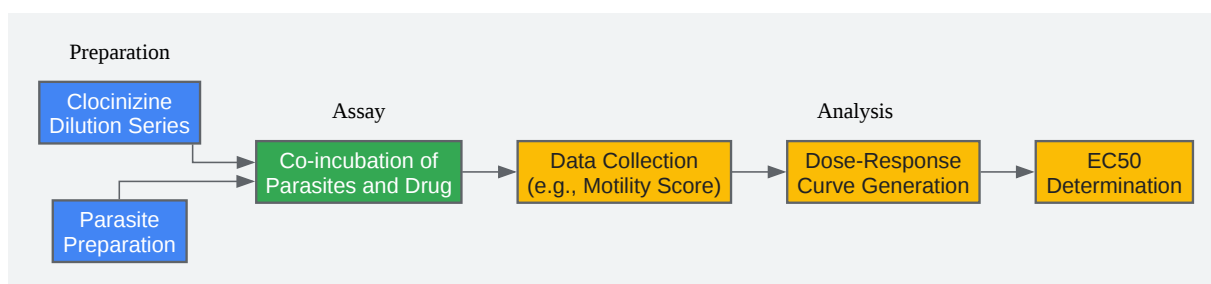 Preparation
Clocinizine
Dilution Series
Assay
Co-incubation of
Parasites and Drug
Parasite
Preparation
Analysis
Data Collection
(e.g., Motility Score)
Dose-Response
Curve Generation
EC50
Determination